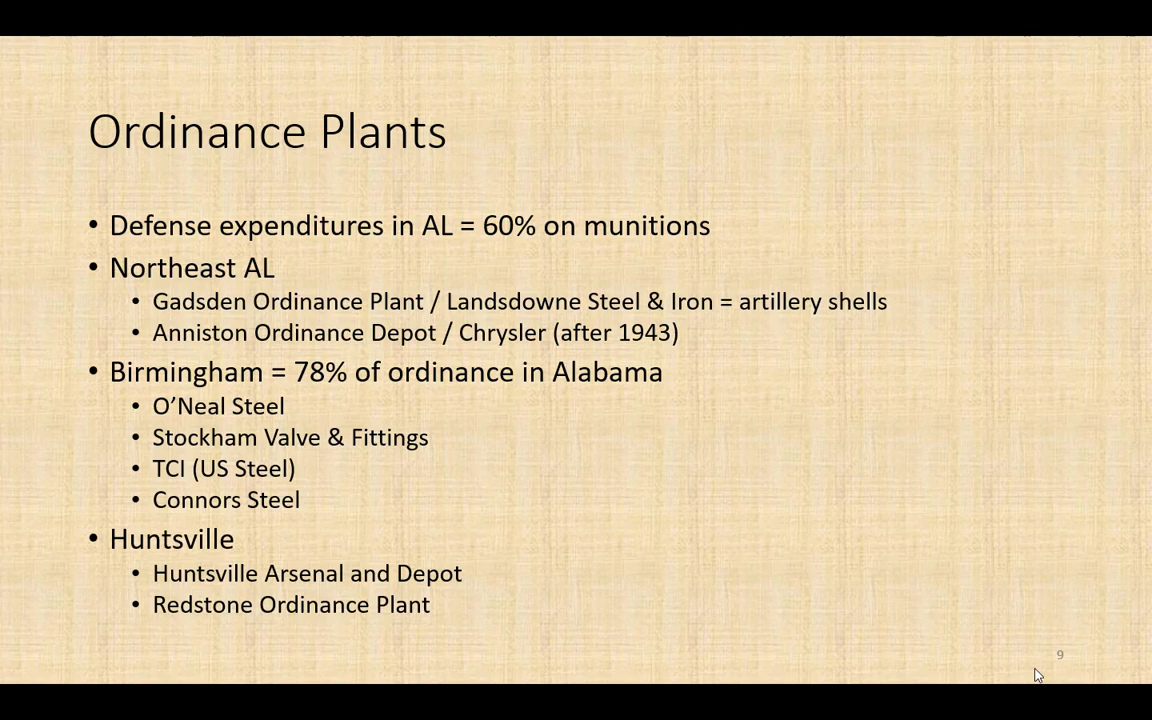 Ordinance Plants
• Defense expenditures in AL = 60% on munitions
• Northeast AL
• Gadsden Ordinance Plant / Landsdowne Steel & Iron = artillery shells
• Anniston Ordinance Depot / Chrysler (after 1943)
• Birmingham = 78% of ordinance in Alabama
• O’Neal Steel
• Stockham Valve & Fittings
• TCI (US Steel)
• Connors Steel
• Huntsville
• Huntsville Arsenal and Depot
• Redstone Ordinance Plant
9